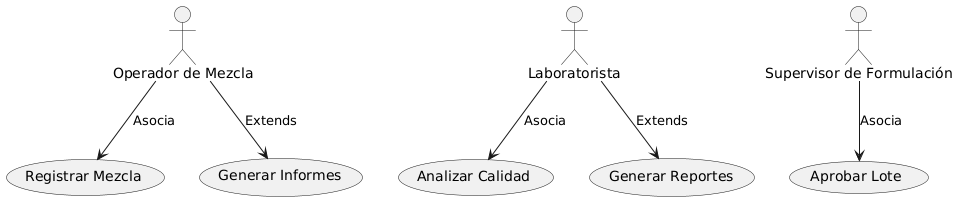 Operador de Mezcla
Laboratorista
Supervisor de Formulación
Asocia
Extends
Asocia
Extends
Asocia
Registrar Mezcla
Generar Informes
Analizar Calidad
Generar Reportes
Aprobar Lote